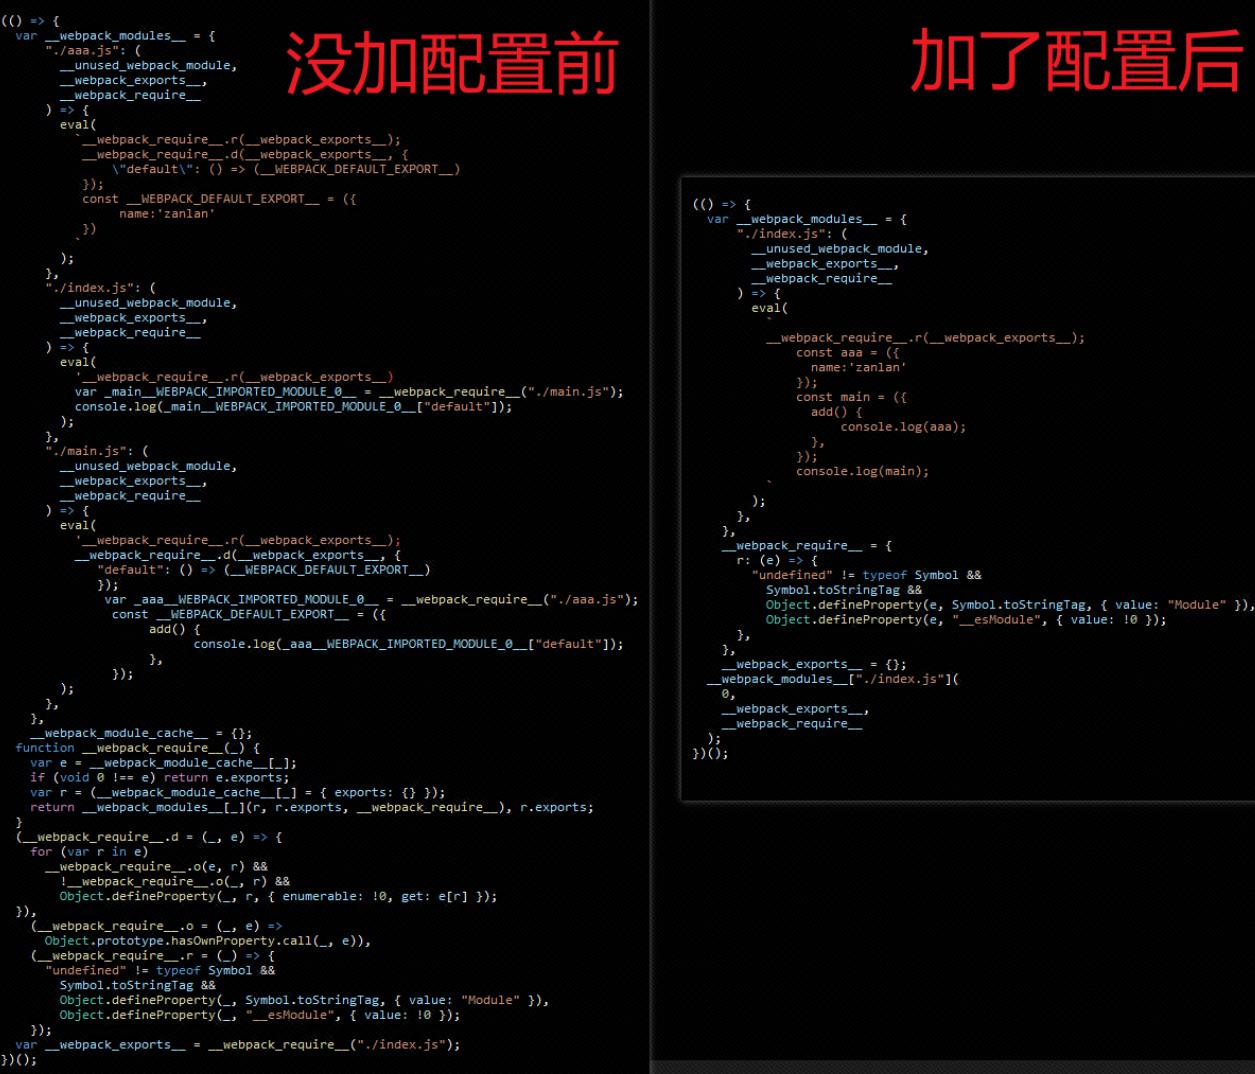 没加配置前
(() => {
var __webpack_modules__ = {
"./aaa.js": (
__unused_webpack_module,
__webpack_exports__,
__webpack_require__
) => {
eval(
`__webpack_require__.r(__webpack_exports__);
__webpack_require__.d(__webpack_exports__, {
\"default\": () => (__WEBPACK_DEFAULT_EXPORT__)
});
const __WEBPACK_DEFAULT_EXPORT__ = ({
name:'zanlan'
})
`
);
},
"./index.js": (
__unused_webpack_module,
__webpack_exports__,
__webpack_require__
) => {
eval(
'__webpack_require__.r(__webpack_exports__)
var _main__WEBPACK_IMPORTED_MODULE_0__ = __webpack_require__("./main.js");
console.log(_main__WEBPACK_IMPORTED_MODULE_0__["default"]);
);
},
"./main.js": (
__unused_webpack_module,
__webpack_exports__,
__webpack_require__
) => {
eval(
'__webpack_require__.r(__webpack_exports__);
__webpack_require__.d(__webpack_exports__, {
"default": () => (__WEBPACK_DEFAULT_EXPORT__)
});
var _aaa__WEBPACK_IMPORTED_MODULE_0__ = __webpack_require__("./aaa.js");
const __WEBPACK_DEFAULT_EXPORT__ = ({
add() {
console.log(_aaa__WEBPACK_IMPORTED_MODULE_0__["default"]);
},
});
);
},
},
__webpack_module_cache__ = {};
function __webpack_require__(_) {
var e = __webpack_module_cache__[_];
if (void 0 !== e) return e.exports;
var r = (__webpack_module_cache__[_] = { exports: {} });
return __webpack_modules__[_](r, r.exports, __webpack_require__), r.exports;
}
(__webpack_require__.d = (_, e) => {
for (var r in e)
__webpack_require__.o(e, r) &&
!__webpack_require__.o(_, r) &&
Object.defineProperty(_, r, { enumerable: !0, get: e[r] });
}),
(__webpack_require__.o = (_, e) =>
Object.prototype.hasOwnProperty.call(_, e)),
(__webpack_require__.r = (_) => {
"undefined" != typeof Symbol &&
Symbol.toStringTag &&
Object.defineProperty(_, Symbol.toStringTag, { value: "Module" }),
Object.defineProperty(_, "__esModule", { value: !0 });
});
var __webpack_exports__ = __webpack_require__("./index.js");
})();
加了配置后
(() => {
var __webpack_modules__ = {
"./index.js": (
__unused_webpack_module,
__webpack_exports__,
__webpack_require__
) => {
eval(
`
__webpack_require__.r(__webpack_exports__);
const aaa = ({
name:'zanlan'
});
const main = ({
add() {
console.log(aaa);
},
});
console.log(main);
`
);
},
},
__webpack_require__ = {
r: (e) => {
"undefined" != typeof Symbol &&
Symbol.toStringTag &&
Object.defineProperty(e, Symbol.toStringTag, { value: "Module" }),
Object.defineProperty(e, "__esModule", { value: !0 });
},
},
__webpack_exports__ = {};
__webpack_modules__["./index.js"](
0,
__webpack_exports__,
__webpack_require__
);
})();